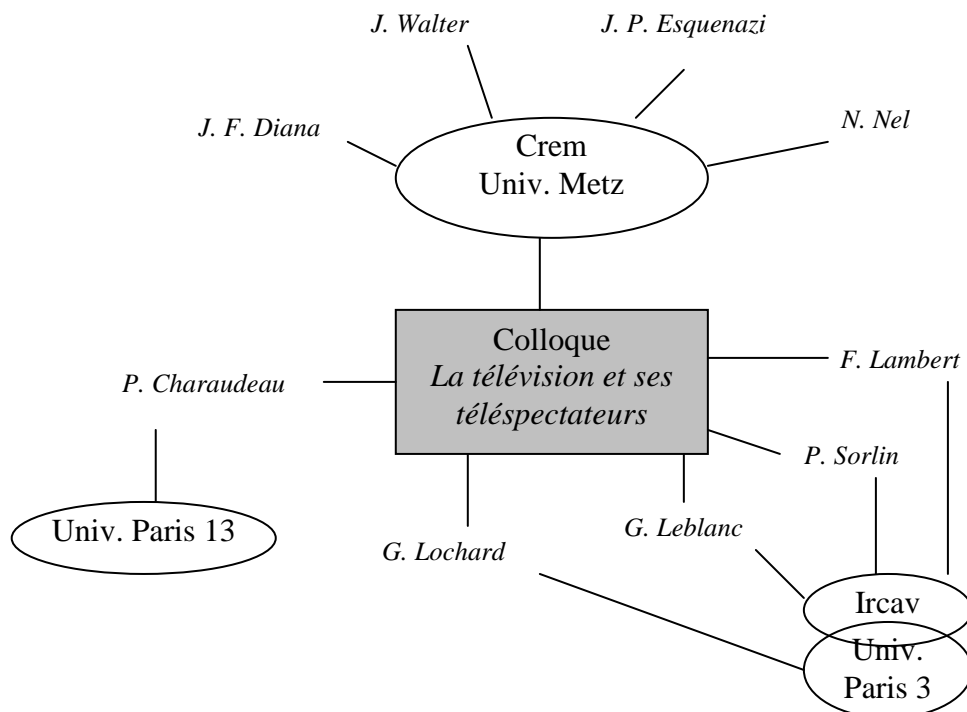 J. Walter
J. P. Esquenazi
J. F. Diana
N. Nel
Crem
Univ. Metz
Colloque
La télévision et ses
téléspectateurs
P. Charaudeau
F. Lambert
P. Sorlin
Univ. Paris 13
G. Lochard
G. Leblanc
Ircav
Univ.
Paris 3